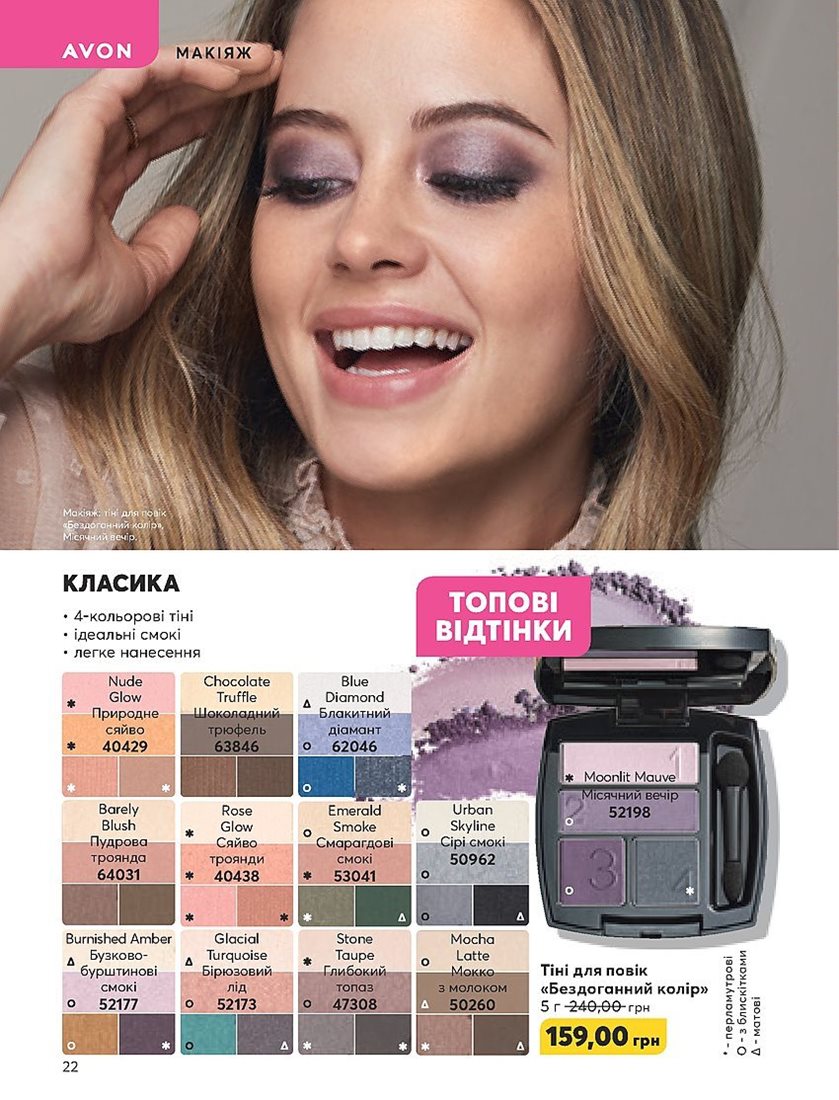 AVON
МАКІЯЖ
Макіяж: тіні для повік
«Бездоганний колір»,
Місячний вечір.
КЛАСИКА
• 4-кольорові тіні
• ідеальні смокі
• легке нанесення
ТОПОВІ
ВІДТІНКИ
Nude
Glow
Природне
сяйво
40429
Chocolate
Truffle
Шоколадний
трюфель
63846
Blue
Diamond
Блакитний
діамант
62046
Barely
Blush
Пудрова
троянда
64031
Rose
Glow
Сяйво
троянди
40438
Emerald
Smoke
Смарагдові
смокі
53041
Urban
Skyline
Сірі смокі
50962
Burnished Amber
Бузково-
бурштинові
смокі
52177
Glacial
Turquoise
Бірюзовий
лід
52173
Stone
Taupe
Глибокий
топаз
47308
Mocha
Latte
Мокко
з молоком
50260
1
Moonlit Mauve
Місячний вечір
2
52198
3
4
Тіні для повік
«Бездоганний колір»
5 г 240,00 грн
159,00 грн
* - перламутрові
О - з блискітками
Δ - матові
22